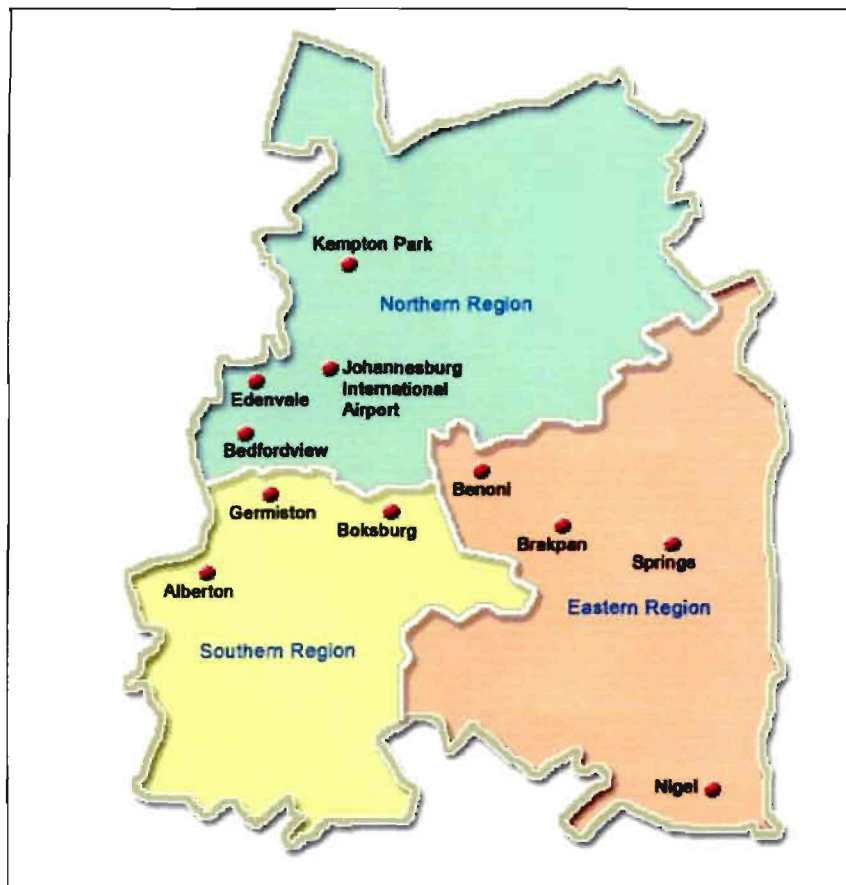 Kempton Park
Northern Region
Johannesburg
International
Airport
Edenvale
Bedfordview
Benoni
Germiston
Boksburg
Brakpan
Springs
Alberton
Eastern Region
Southern Region
Nigel